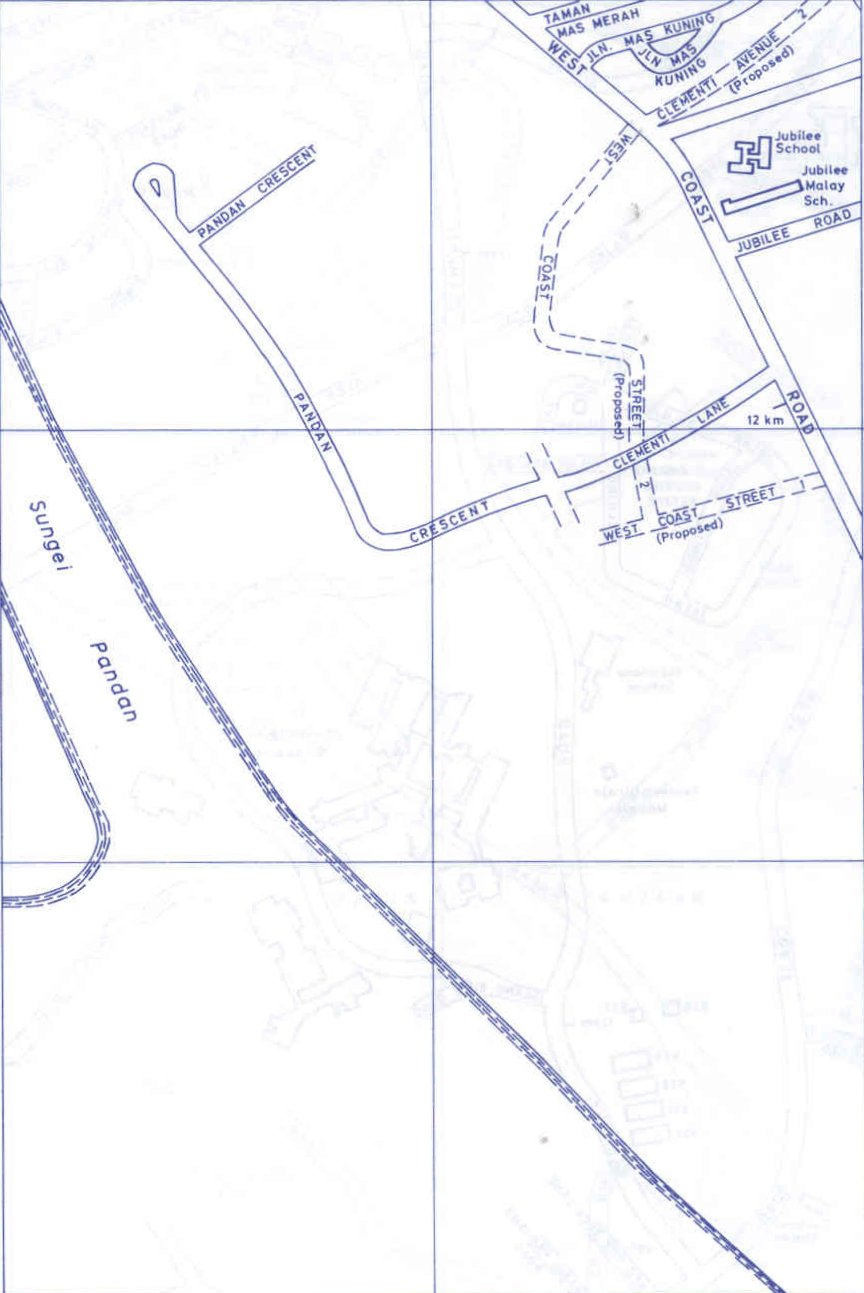 TAMAN
MAS MERAH
JLN. MAS KUNING
JLN MAS
KUNING
WEST
CLEMENTI AVENUE 2
(Proposed)
Jubilee
School
Jubilee
Malay
Sch.
COAST
JUBILEE ROAD
ROAD
12 km
WEST
COAST
STREET
(Proposed)
2
PANDAN CRESCENT
PANDAN
CRESCENT
CLEMENTI LANE
WEST COAST STREET 1
(Proposed)
Sungei
Pandan